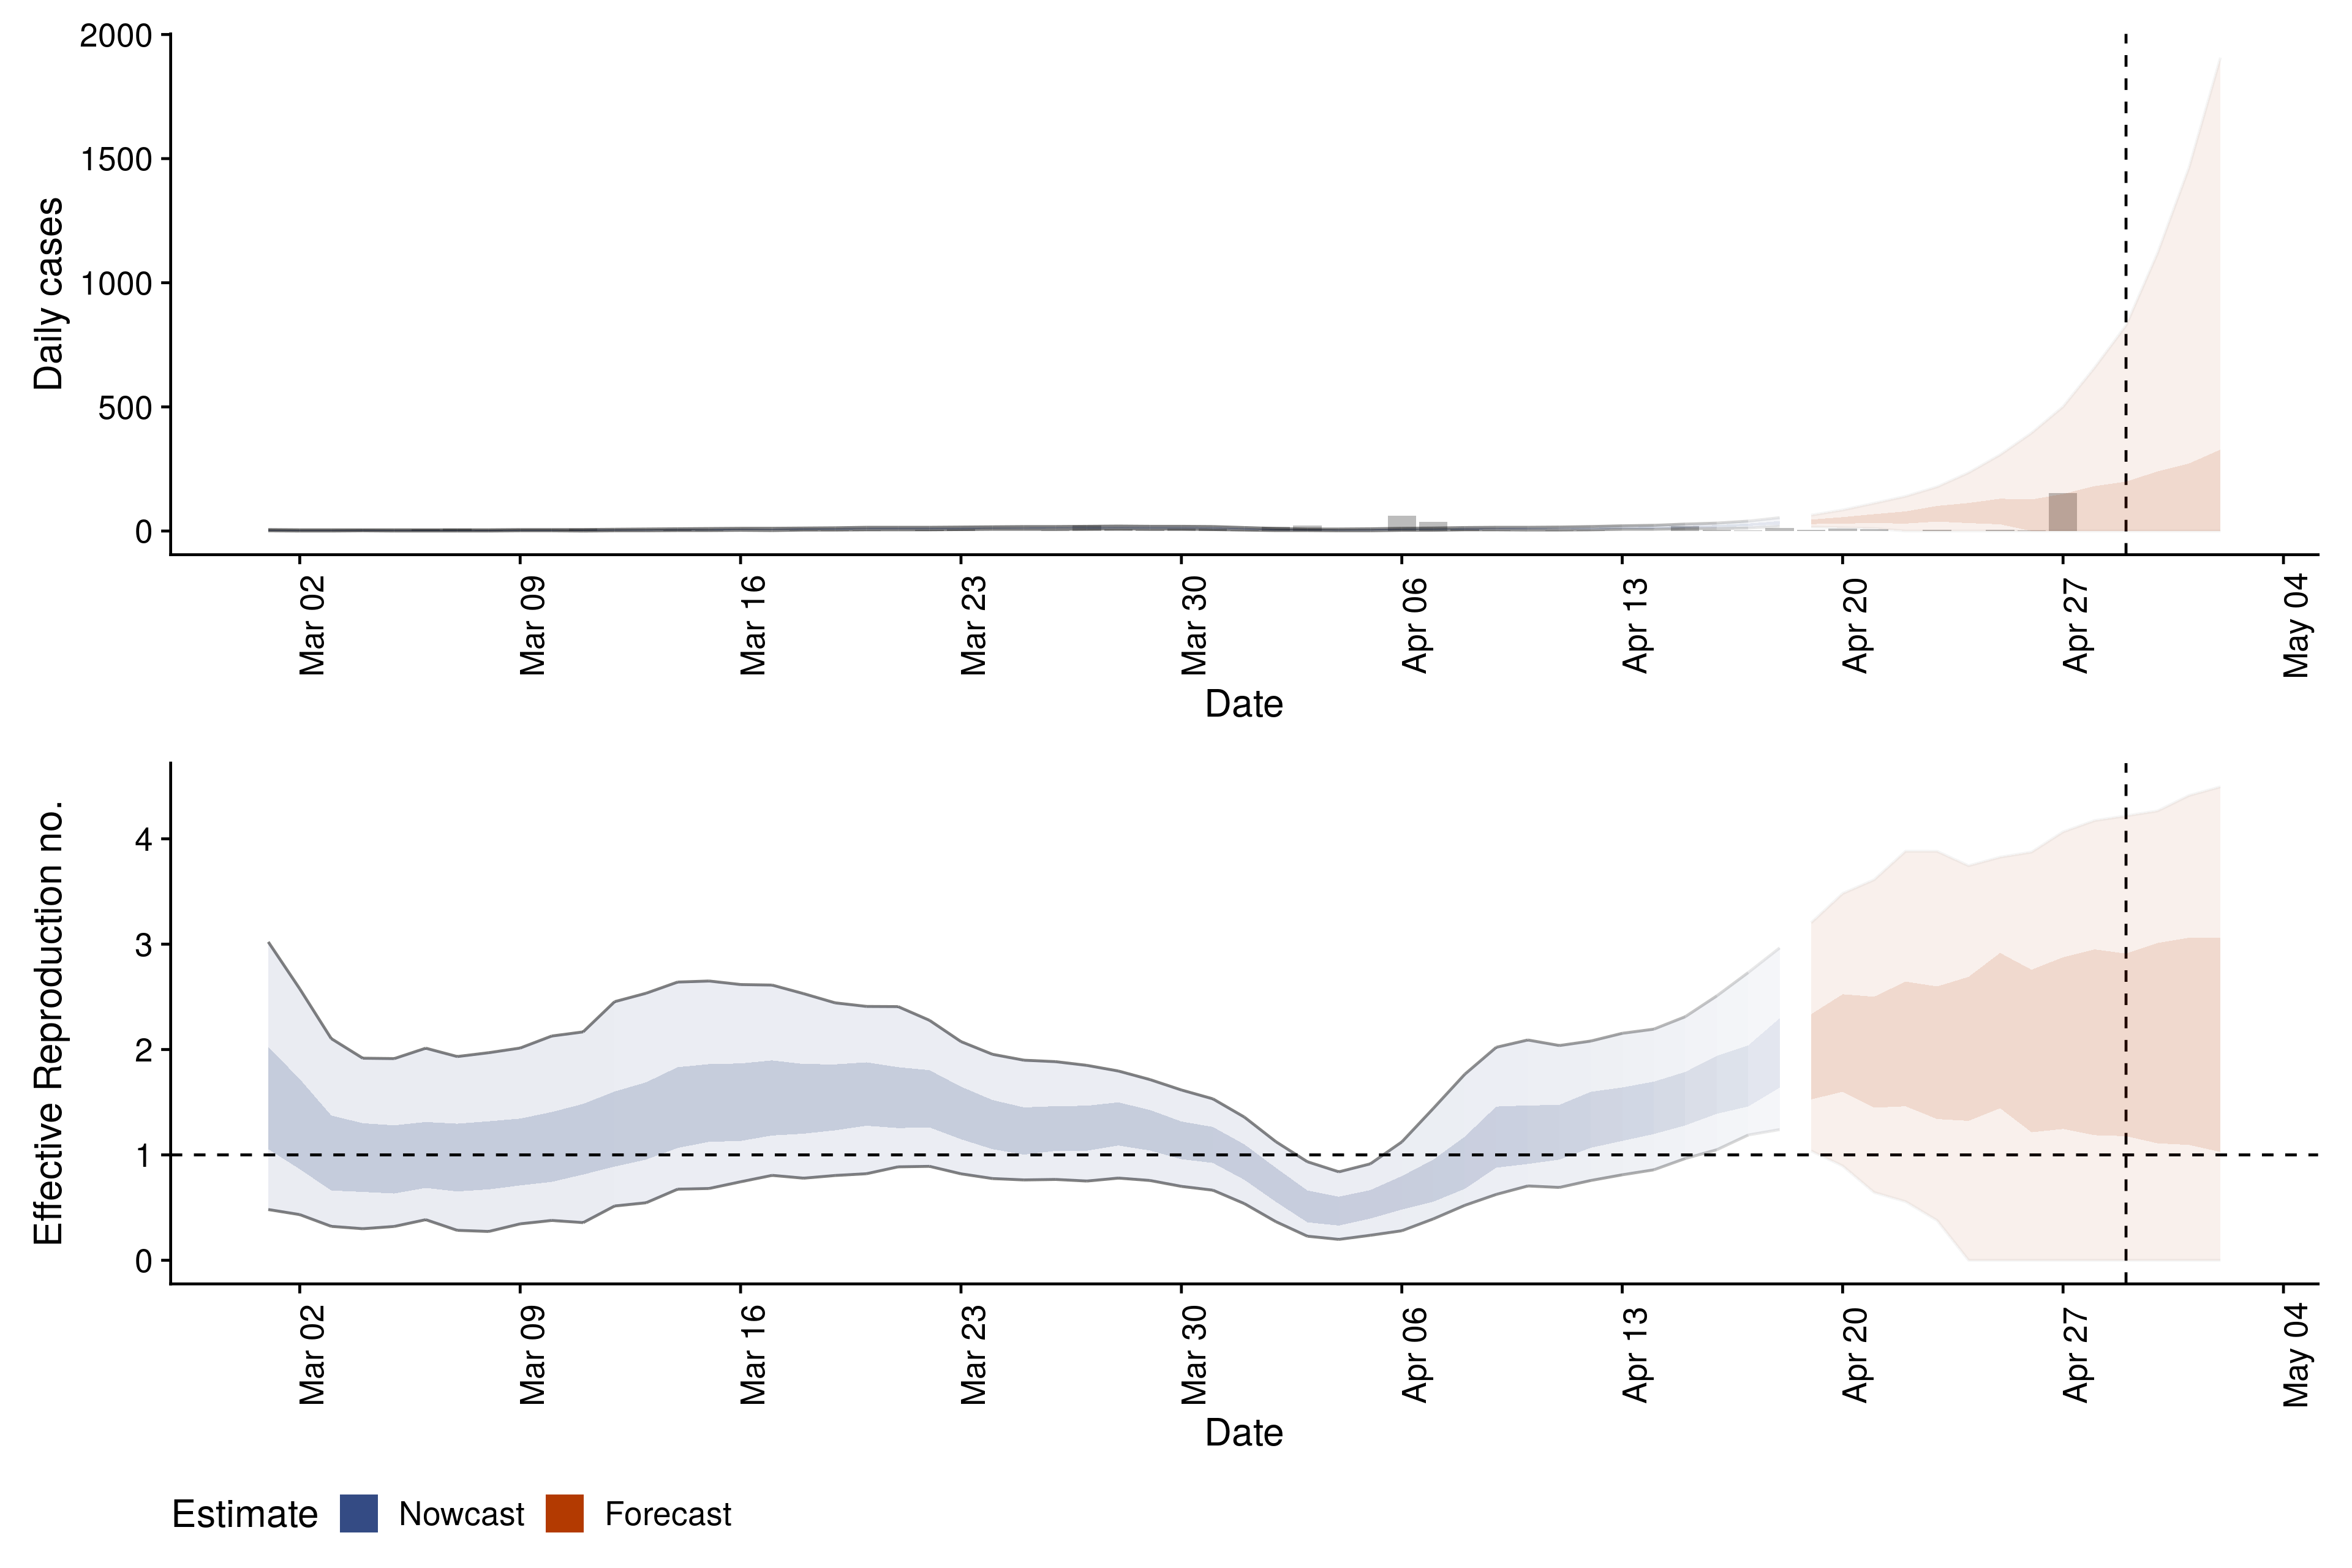 Daily cases
2000
1500
1000
500
0
Mar 02 Mar 09 Mar 16 Mar 23 Mar 30 Apr 06 Apr 13 Apr 20 Apr 27 May 04
Date
Effective Reproduction no.
4
3
2
1
0
Mar 02 Mar 09 Mar 16 Mar 23 Mar 30 Apr 06 Apr 13 Apr 20 Apr 27 May 04
Date
Estimate Nowcast Forecast